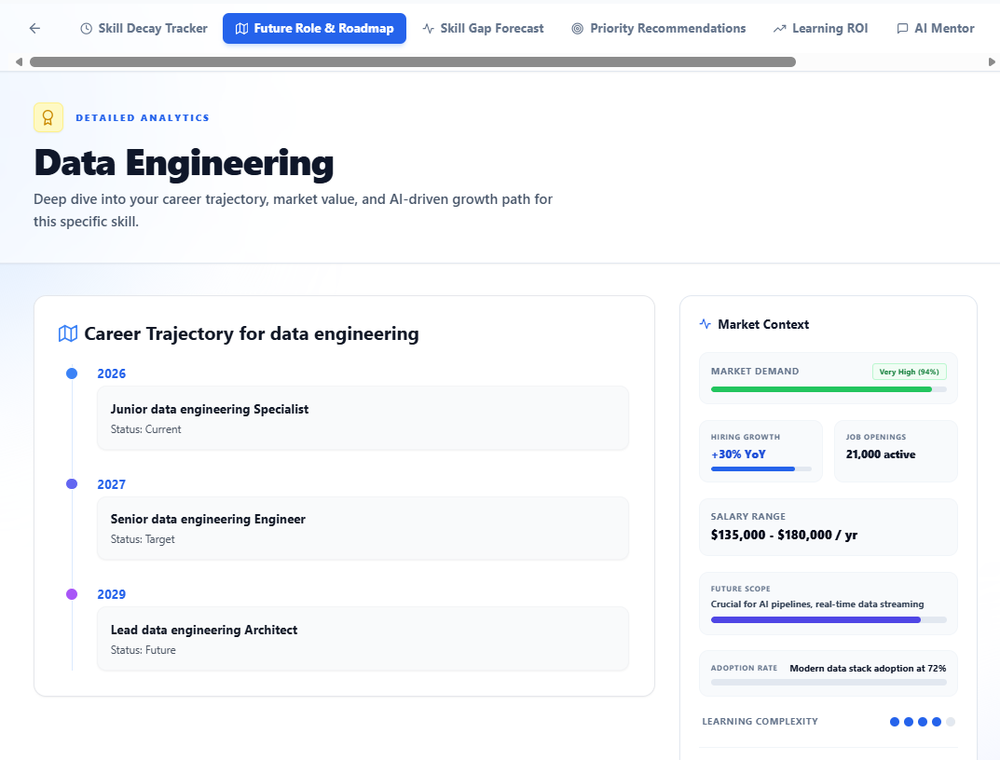 Skill Decay Tracker
Future Role & Roadmap
Skill Gap Forecast
Priority Recommendations
Learning ROI
AI Mentor
DETAILED ANALYTICS
Data Engineering
Deep dive into your career trajectory, market value, and AI-driven growth path for
this specific skill.
Career Trajectory for data engineering
2026
Junior data engineering Specialist
Status: Current
2027
Senior data engineering Engineer
Status: Target
2029
Lead data engineering Architect
Status: Future
Market Context
MARKET DEMAND
Very High (94%)
HIRING GROWTH
+30% YoY
JOB OPENINGS
21,000 active
SALARY RANGE
$135,000 - $180,000 / yr
FUTURE SCOPE
Crucial for AI pipelines, real-time data streaming
ADOPTION RATE
Modern data stack adoption at 72%
LEARNING COMPLEXITY